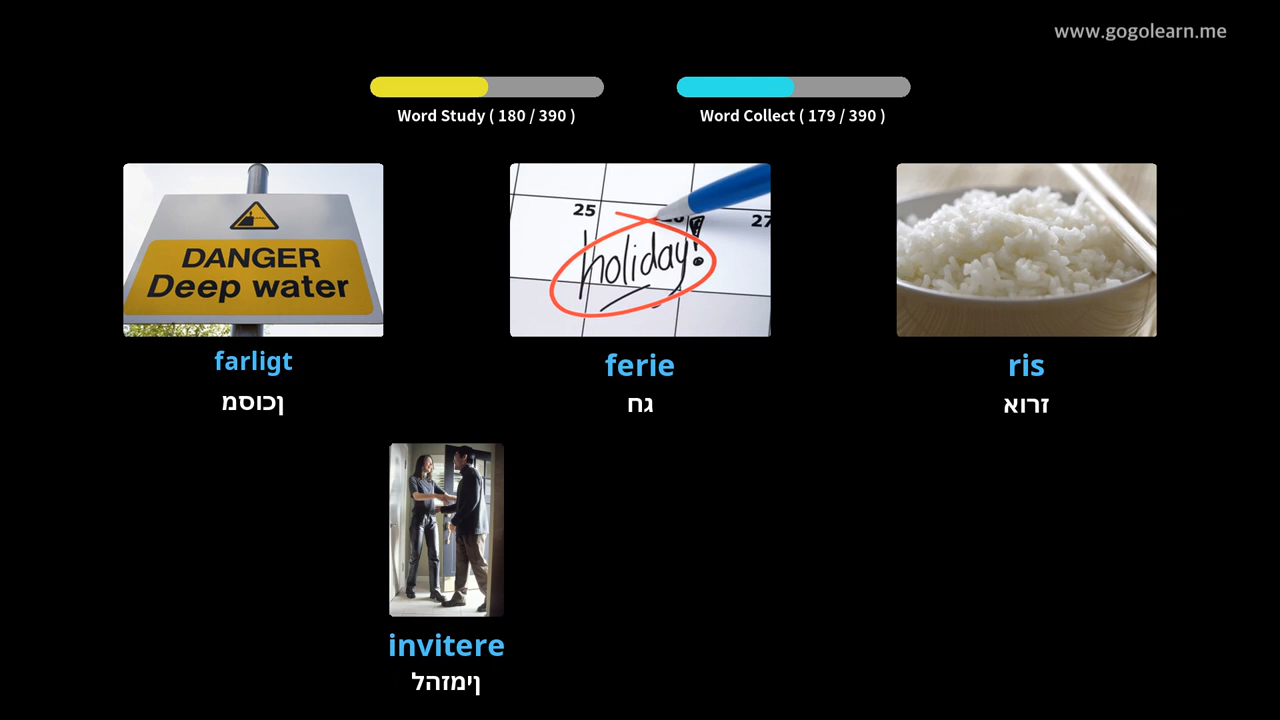 www.gogolearn.me
Word Study ( 180 / 390 )
Word Collect ( 179 / 390 )
DANGER
Deep water
25
26
27
holiday!
farligt
מסוכן
ferie
חג
ris
אורז
invitere
להזמין